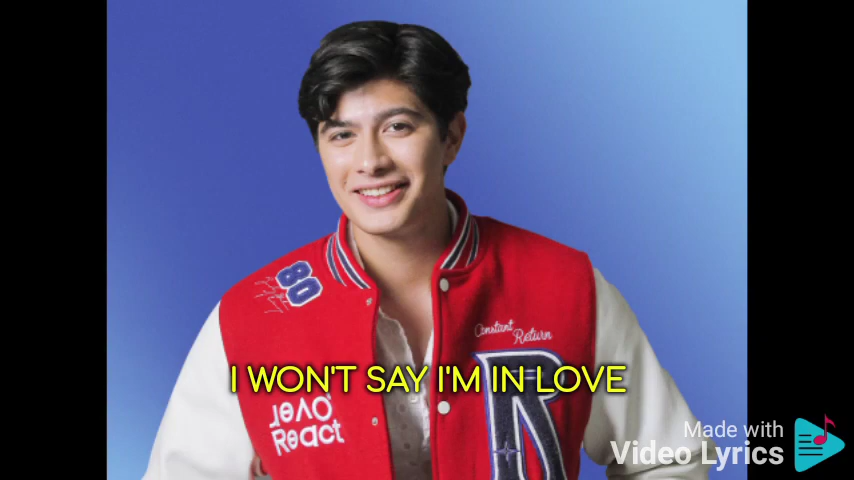 80
Constant
Return
I WON'T SAY I'M IN LOVE
R
React
Made with
Video Lyrics